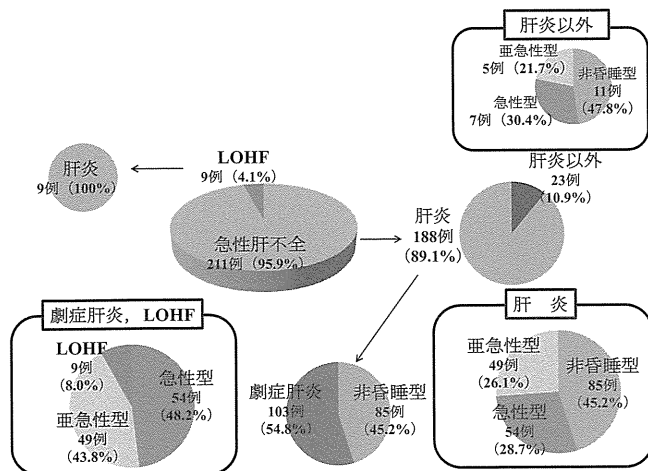 肝炎以外
亜急性型
5例（21.7%）
非昏睡型
11例
（47.8%）
急性型
7例（30.4%）
肝炎
9例（100%）
LOHF
9例（4.1%）
急性肝不全
211例（95.9%）
肝炎以外
23例
（10.9%）
肝炎
188例
（89.1%）
劇症肝炎，LOHF
LOHF
9例
（8.0%）
急性型
54例
（48.2%）
亜急性型
49例
（43.8%）
劇症肝炎
103例
（54.8%）
非昏睡型
85例
（45.2%）
肝　炎
亜急性型
49例
（26.1%）
非昏睡型
85例
（45.2%）
急性型
54例
（28.7%）